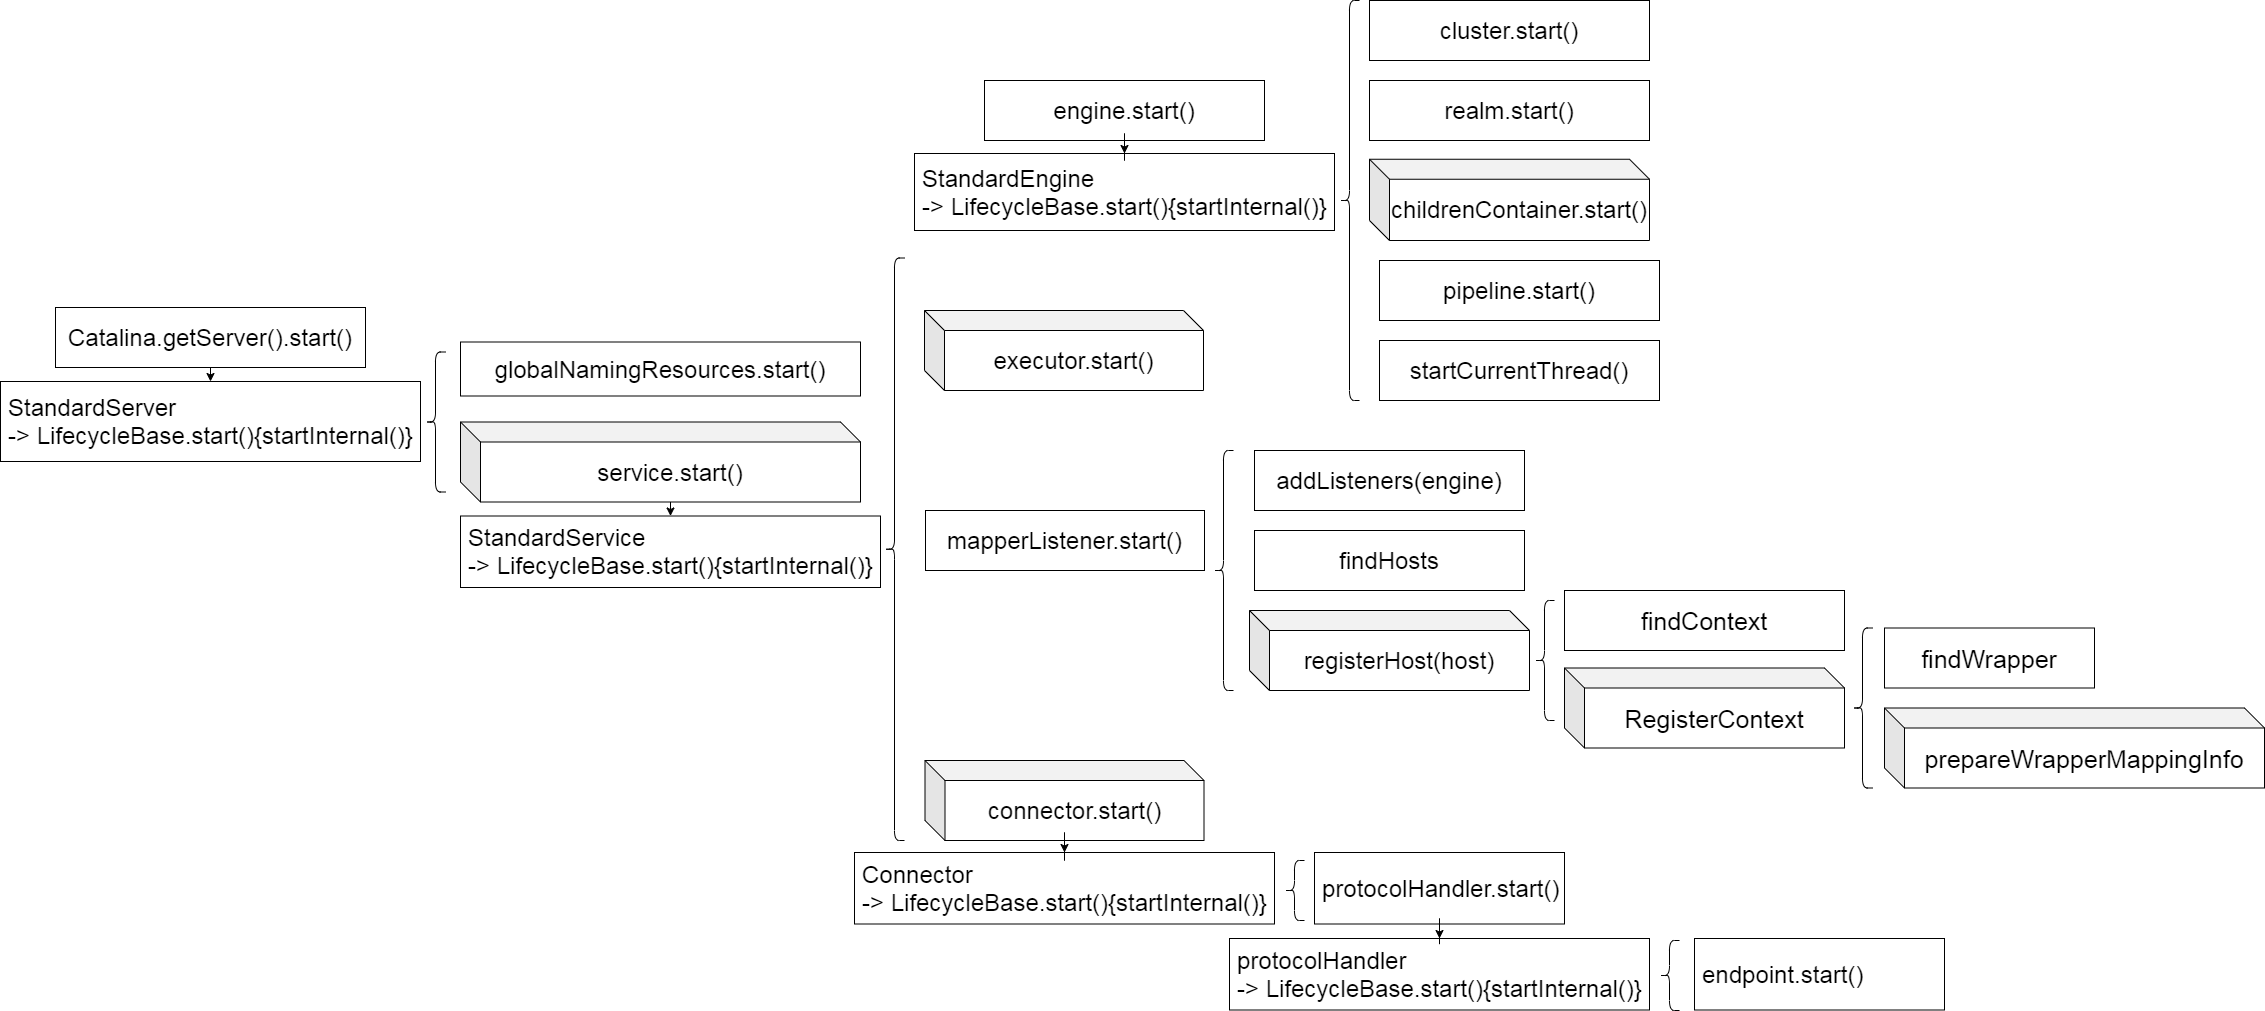 cluster.start()
engine.start()
realm.start()
StandardEngine
-> LifecycleBase.start(){startInternal()}
childrenContainer.start()
pipeline.start()
startCurrentThread()
Catalina.getServer().start()
StandardServer
-> LifecycleBase.start(){startInternal()}
globalNamingResources.start()
service.start()
StandardService
-> LifecycleBase.start(){startInternal()}
executor.start()
mapperListener.start()
addListeners(engine)
findHosts
registerHost(host)
findContext
RegisterContext
findWrapper
prepareWrapperMappingInfo
connector.start()
Connector
-> LifecycleBase.start(){startInternal()}
protocolHandler.start()
protocolHandler
-> LifecycleBase.start(){startInternal()}
endpoint.start()